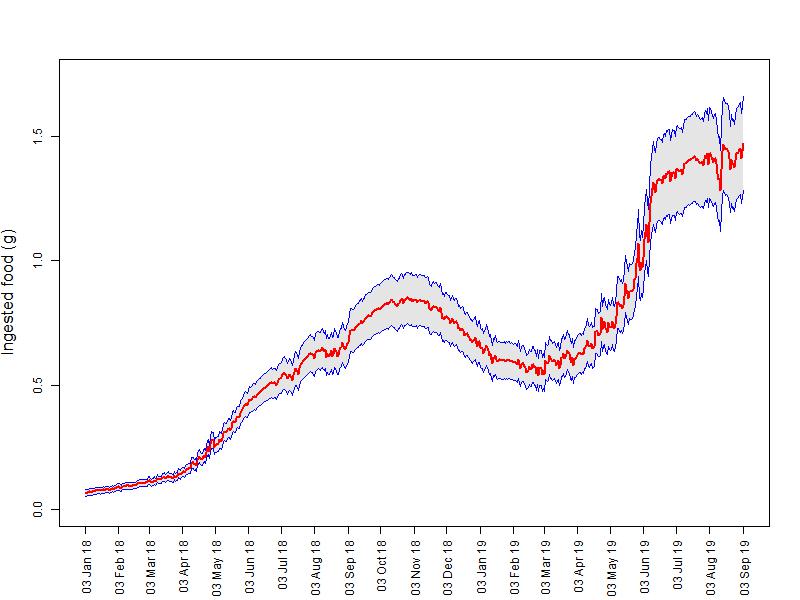 Ingested food (g)
1.5
1.0
0.5
0.0
03 Jan 18
03 Feb 18
03 Mar 18
03 Apr 18
03 May 18
03 Jun 18
03 Jul 18
03 Aug 18
03 Sep 18
03 Oct 18
03 Nov 18
03 Dec 18
03 Jan 19
03 Feb 19
03 Mar 19
03 Apr 19
03 May 19
03 Jun 19
03 Jul 19
03 Aug 19
03 Sep 19